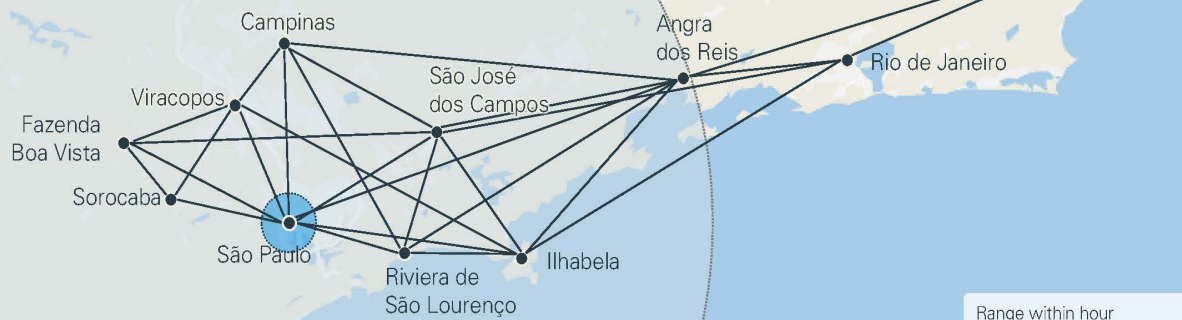 Campinas
Angra
dos Reis
Rio de Janeiro
São José
dos Campos
Viracopos
Fazenda
Boa Vista
Sorocaba
São Paulo
Ilhabela
Riviera de
São Lourenço
Range within hour